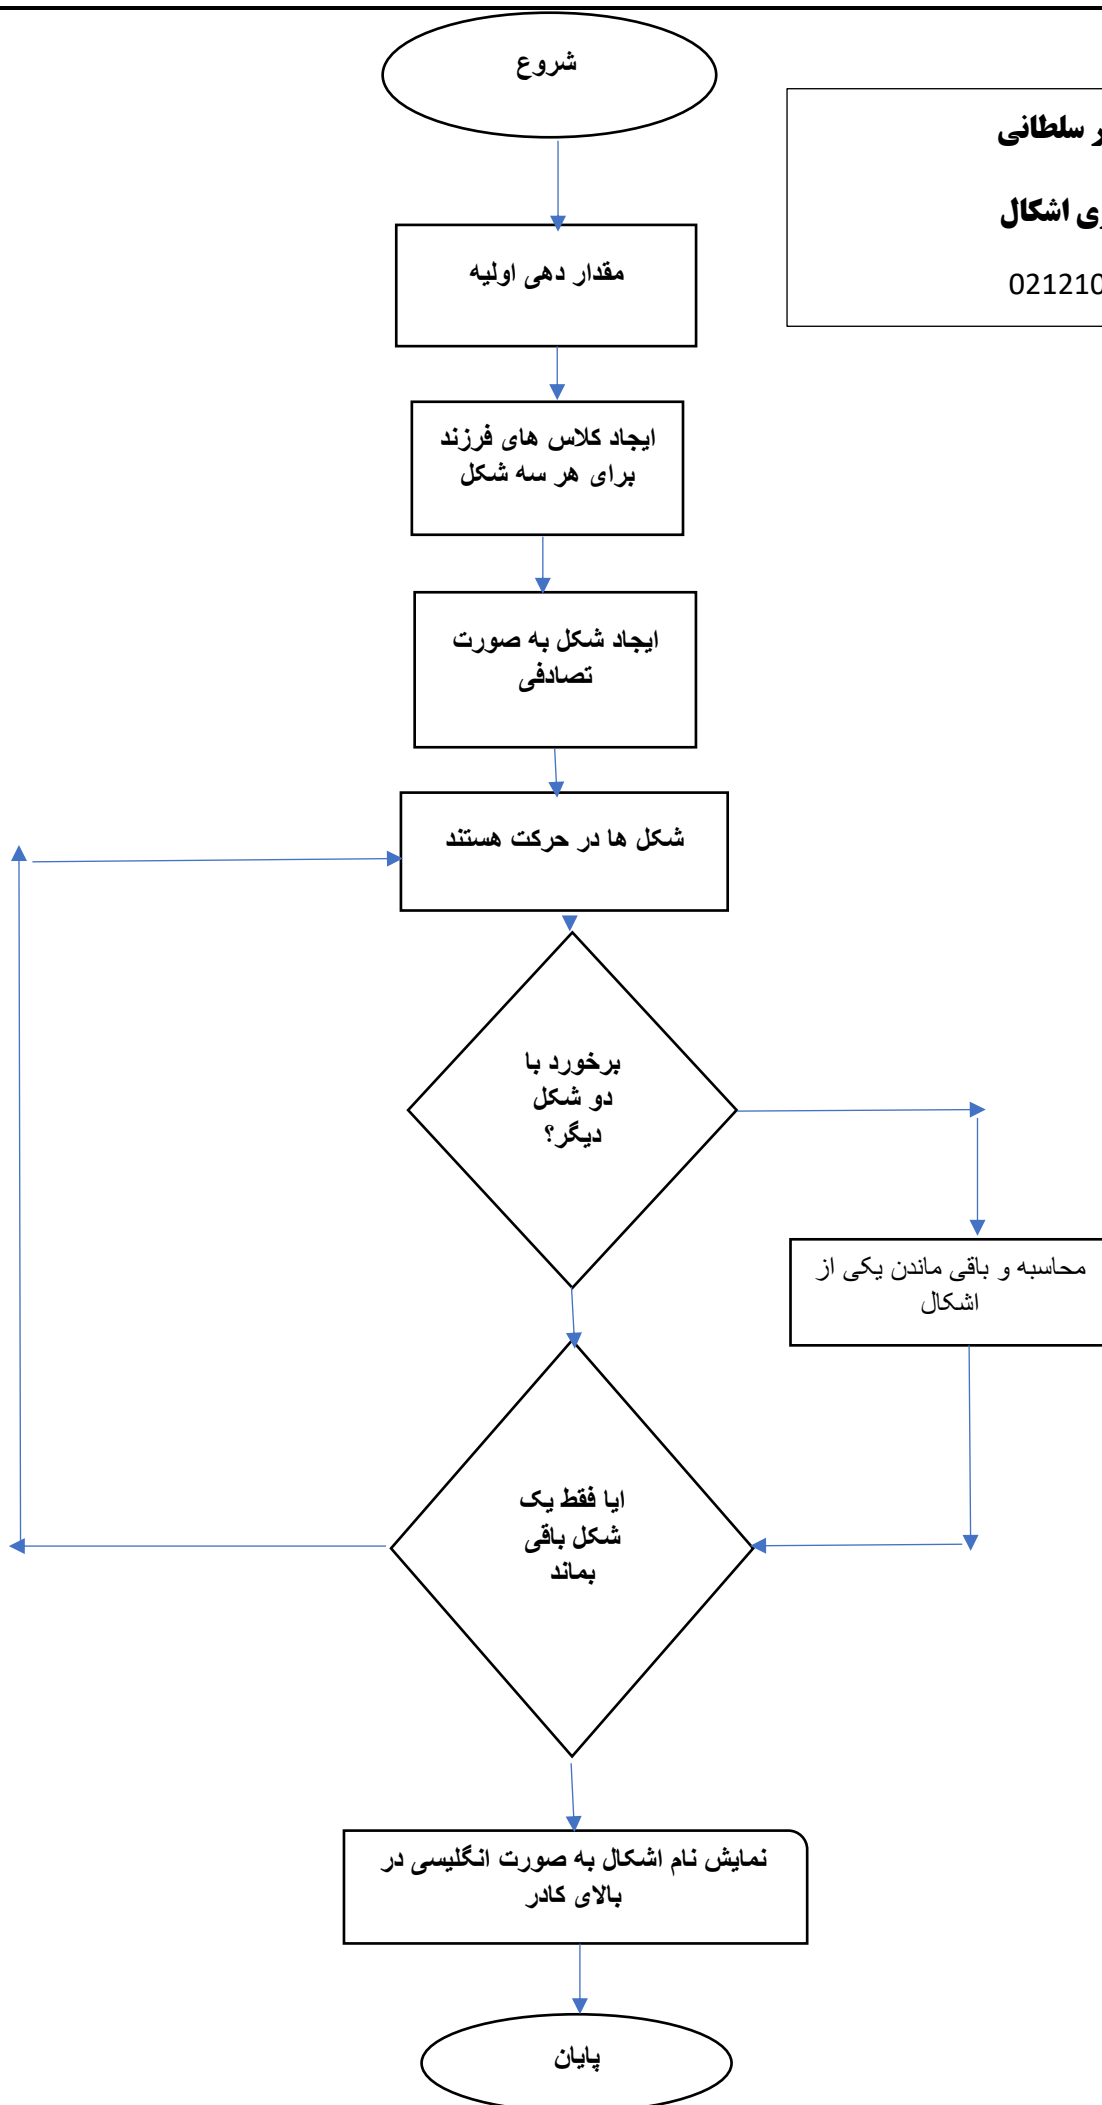 شروع
سلطانی
اشکال
مقدار دهی اولیه
ایجاد کلاس های فرزند
برای هر سه شکل
ایجاد شکل به صورت
تصادفی
شکل ها در حرکت هستند
برخورد با
دو شکل
دیگر؟
محاسبه و باقی ماندن یکی از
اشکال
ایا فقط یک
شکل باقی
بماند
نمایش نام اشکال به صورت انگلیسی در
بالای کادر
پایان